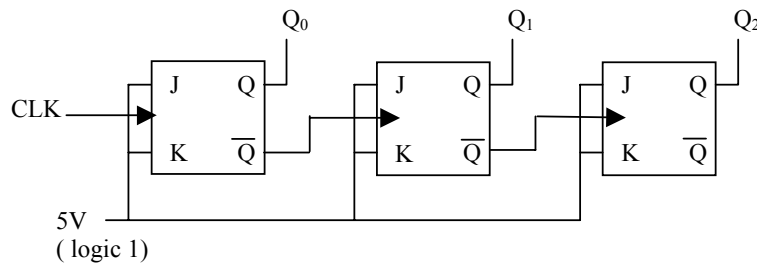 Q₀ Q₁ Q₂
J Q J Q J Q
CLK
K Q̅ K Q̅ K Q̅
5V
( logic 1)